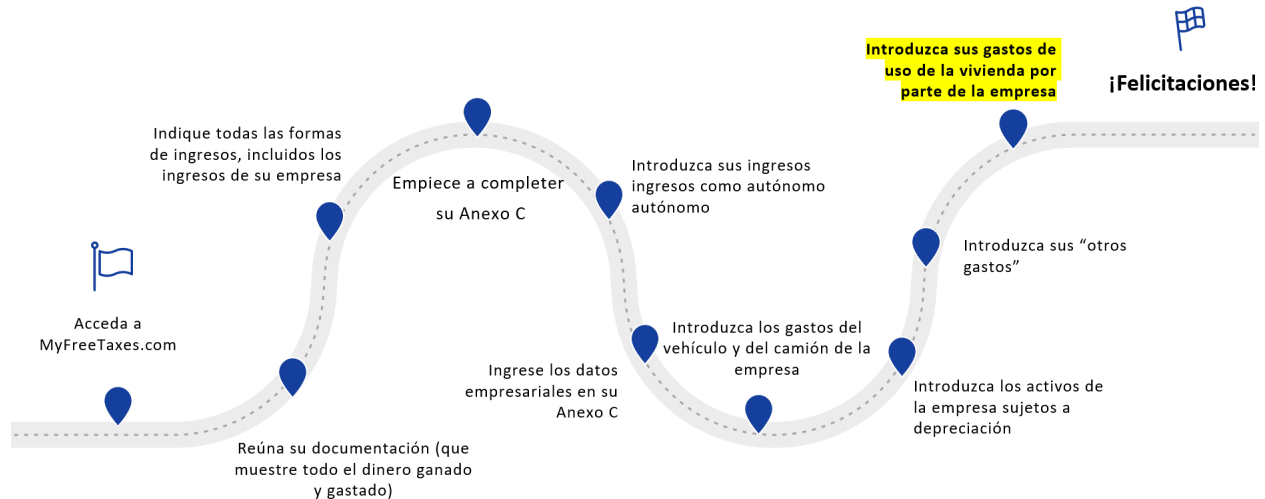 Acceda a
MyFreeTaxes.com
Reúna su documentación (que
muestre todo el dinero ganado
y gastado)
Indique todas las formas
de ingresos, incluidos los
ingresos de su empresa
Empiece a completer
su Anexo C
Introduzca sus ingresos
ingresos como autónomo
autónomo
Ingrese los datos
empresariales en su
Anexo C
Introduzca los gastos del
vehículo y del camión de la
empresa
Introduzca los activos de
la empresa sujetos a
depreciación
Introduzca sus “otros
gastos”
Introduzca sus gastos de
uso de la vivienda por
parte de la empresa
¡Felicitaciones!